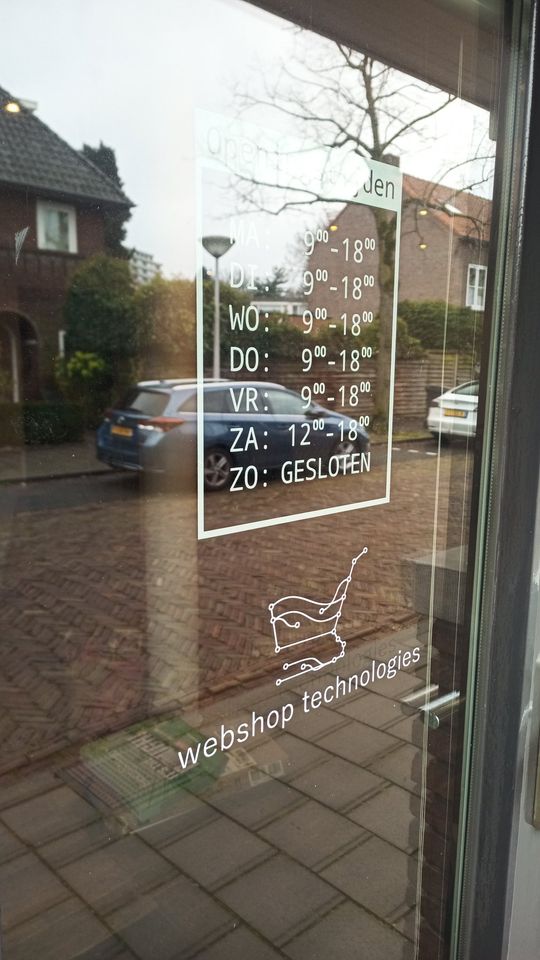 Open
MA: 9⁰⁰-18⁰⁰
DI: 9⁰⁰-18⁰⁰
WO: 9⁰⁰-18⁰⁰
DO: 9⁰⁰-18⁰⁰
VR: 9⁰⁰-18⁰⁰
ZA: 12⁰⁰-18⁰⁰
ZO: GESLOTEN
webshop technologies